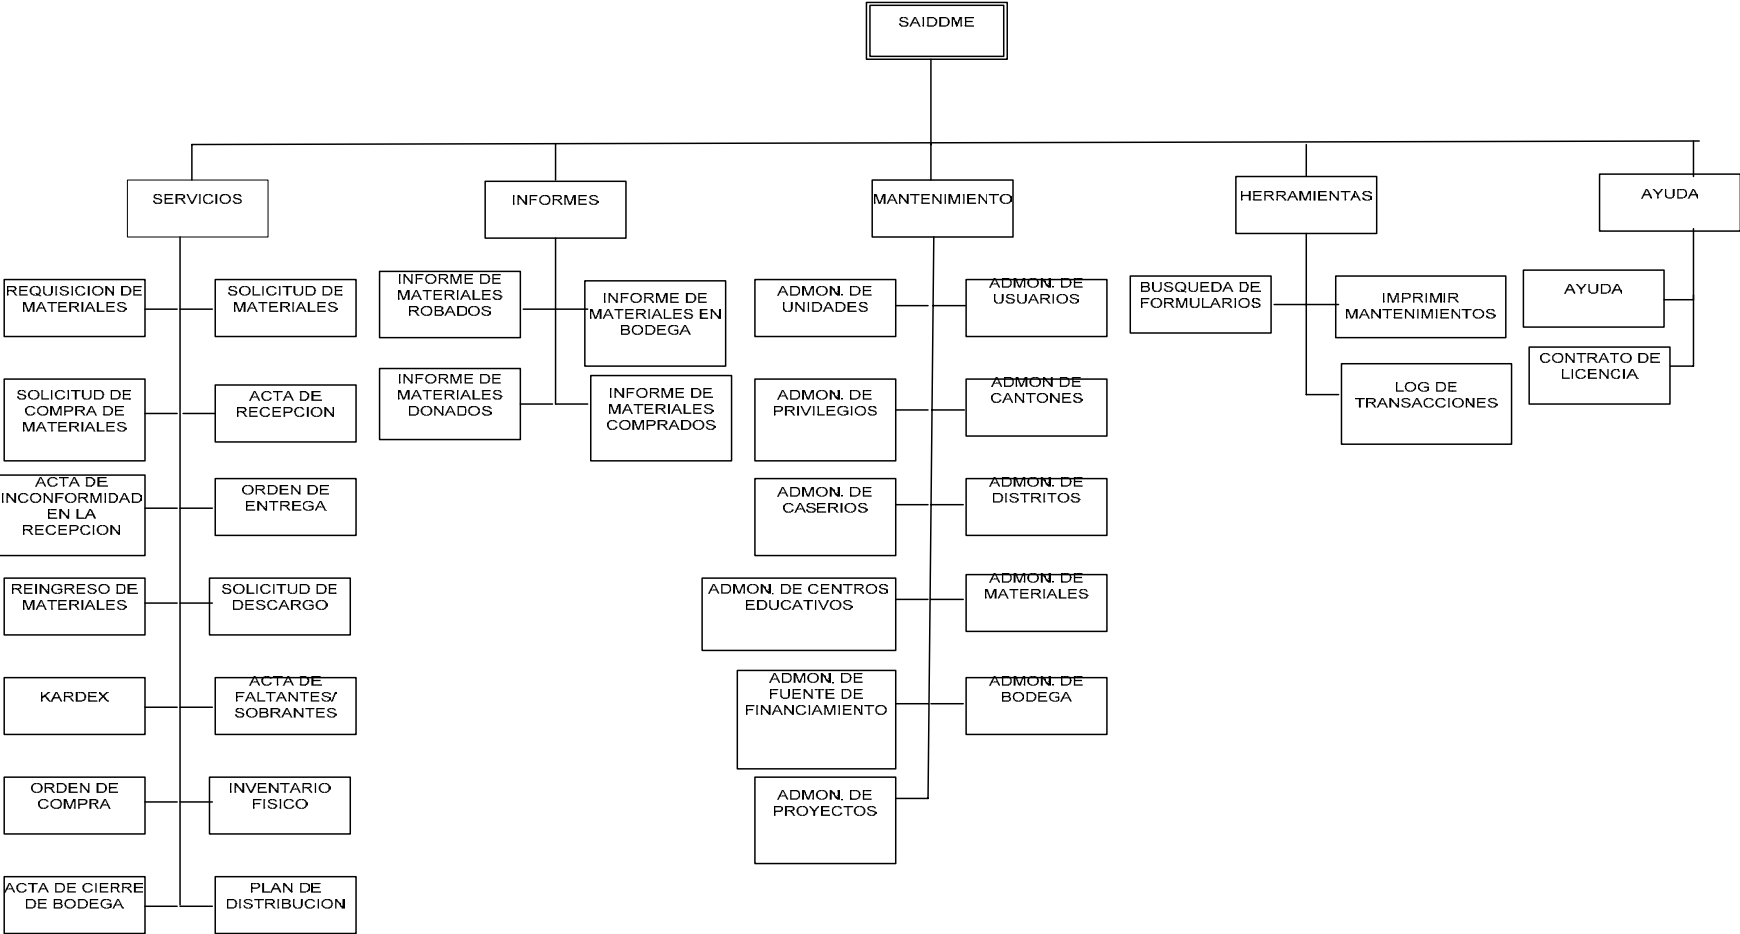 SAIDDME
SERVICIOS
INFORMES
MANTENIMIENTO
HERRAMIENTAS
AYUDA
REQUISICION DE
MATERIALES
SOLICITUD DE
MATERIALES
SOLICITUD DE
COMPRA DE
MATERIALES
ACTA DE
RECEPCION
ACTA DE
INCONFORMIDAD
EN LA
RECEPCION
ORDEN DE
ENTREGA
REINGRESO DE
MATERIALES
SOLICITUD DE
DESCARGO
KARDEX
ACTA DE
FALTANTES/
SOBRANTES
ORDEN DE
COMPRA
INVENTARIO
FISICO
ACTA DE CIERRE
DE BODEGA
PLAN DE
DISTRIBUCION
INFORME DE
MATERIALES
ROBADOS
INFORME DE
MATERIALES EN
BODEGA
INFORME DE
MATERIALES
DONADOS
INFORME DE
MATERIALES
COMPRADOS
ADMON. DE
UNIDADES
ADMON. DE
USUARIOS
ADMON. DE
PRIVILEGIOS
ADMON DE
CANTONES
ADMON. DE
CASERIOS
ADMON. DE
DISTRITOS
ADMON. DE CENTROS
EDUCATIVOS
ADMON. DE
MATERIALES
ADMON. DE
FUENTE DE
FINANCIAMIENTO
ADMON. DE
BODEGA
ADMON. DE
PROYECTOS
BUSQUEDA DE
FORMULARIOS
IMPRIMIR
MANTENIMIENTOS
LOG DE
TRANSACCIONES
AYUDA
CONTRATO DE
LICENCIA